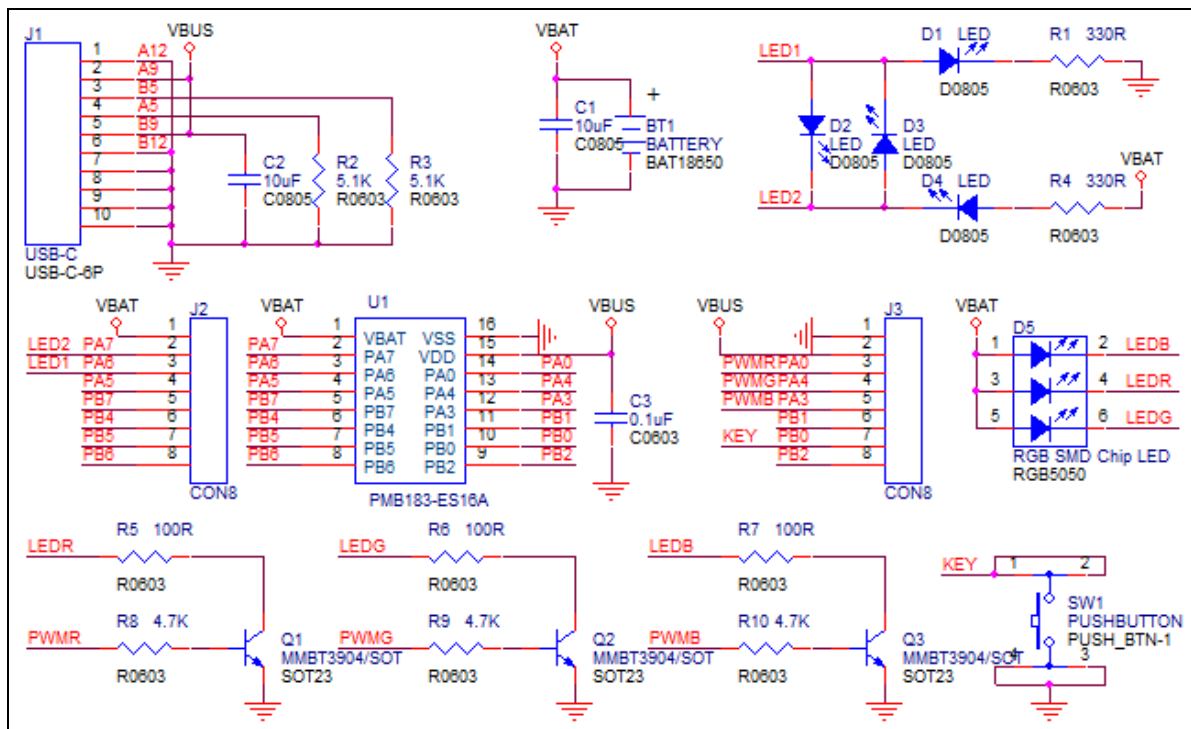 J1
VBUS
1 A12
2 A9
3 B5
4 A5
5 B9
6 B12
7
8
9
10
USB-C
USB-C-6P
C2
10uF
C0805
R2
5.1K
R0603
R3
5.1K
R0603
VBAT
C1
10uF
C0805
+
BT1
BATTERY
BAT18650
LED1
D1 LED
D0805
R1 330R
R0603
D2
LED
D0805
D3
LED
D0805
LED2
D4 LED
D0805
R4 330R
R0603
VBAT
VBAT
J2
1
LED2 PA7 2
LED1 PA6 3
PA5 4
PB7 5
PB4 6
PB5 7
PB6 8
CON8
VBAT
U1
1 VBAT VSS 16
PA7 2 PA7 VDD 15
PA6 3 PA6 PA0 14 PA0
PA5 4 PA5 PA4 13 PA4
PB7 5 PB7 PA3 12 PA3
PB4 6 PB4 PB1 11 PB1
PB5 7 PB5 PB0 10 PB0
PB6 8 PB6 PB2 9 PB2
PMB183-ES16A
VBUS
C3
0.1uF
C0603
VBUS
J3
1
2
PWMR PA0 3
PWMG PA4 4
PWMB PA3 5
PB1 6
KEY PB0 7
PB2 8
CON8
VBAT
D5
1 2 LEDB
3 4 LEDR
5 6 LEDG
RGB SMD Chip LED
RGB5050
LEDR
R5 100R
R0603
PWMR
R8 4.7K
R0603
Q1
MMBT3904/SOT
SOT23
LEDG
R6 100R
R0603
PWMG
R9 4.7K
R0603
Q2
MMBT3904/SOT
SOT23
LEDB
R7 100R
R0603
PWMB
R10 4.7K
R0603
Q3
MMBT3904/SOT
SOT23
KEY
1 2
SW1
PUSHBUTTON
PUSH_BTN-1
4 3